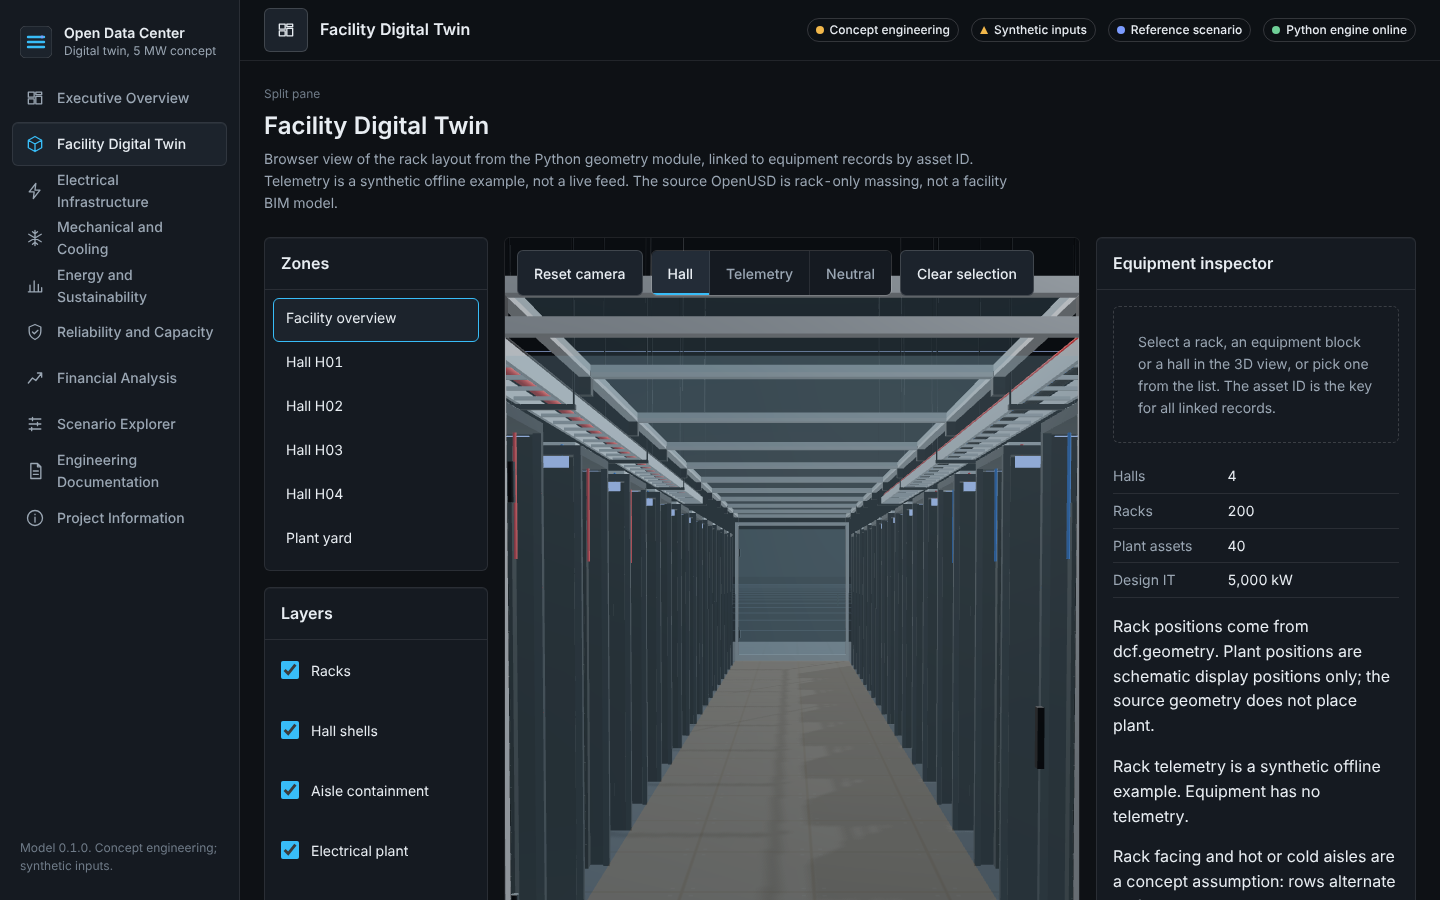 Open Data Center
Digital twin, 5 MW concept
Executive Overview
Facility Digital Twin
Electrical
Infrastructure
Mechanical and
Cooling
Energy and
Sustainability
Reliability and Capacity
Financial Analysis
Scenario Explorer
Engineering
Documentation
Project Information
Model 0.1.0. Concept engineering;
synthetic inputs.
Facility Digital Twin
Concept engineering
Synthetic inputs
Reference scenario
Python engine online
Split pane
Facility Digital Twin
Browser view of the rack layout from the Python geometry module, linked to equipment records by asset ID.
Telemetry is a synthetic offline example, not a live feed. The source OpenUSD is rack-only massing, not a facility
BIM model.
Zones
Facility overview
Hall H01
Hall H02
Hall H03
Hall H04
Plant yard
Layers
Racks
Hall shells
Aisle containment
Electrical plant
Reset camera
Hall
Telemetry
Neutral
Clear selection
Equipment inspector
Select a rack, an equipment block
or a hall in the 3D view, or pick one
from the list. The asset ID is the key
for all linked records.
Halls 4
Racks 200
Plant assets 40
Design IT 5,000 kW
Rack positions come from
dcf.geometry. Plant positions are
schematic display positions only; the
source geometry does not place
plant.
Rack telemetry is a synthetic offline
example. Equipment has no
telemetry.
Rack facing and hot or cold aisles are
a concept assumption: rows alternate